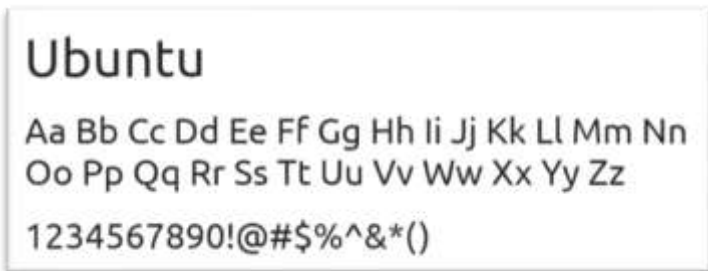 Ubuntu
Aa Bb Cc Dd Ee Ff Gg Hh Ii Jj Kk Ll Mm Nn
Oo Pp Qq Rr Ss Tt Uu Vv Ww Xx Yy Zz
1234567890!@#$%^&*()